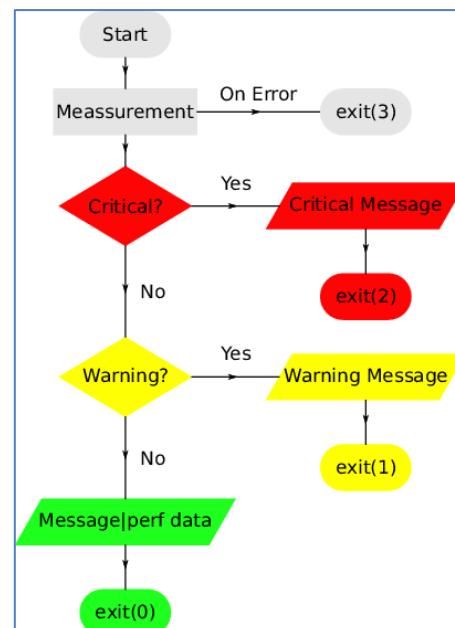 Start
Meassurement
On Error
exit(3)
Critical?
Yes
Critical Message
exit(2)
No
Warning?
Yes
Warning Message
exit(1)
No
Message|perf data
exit(0)